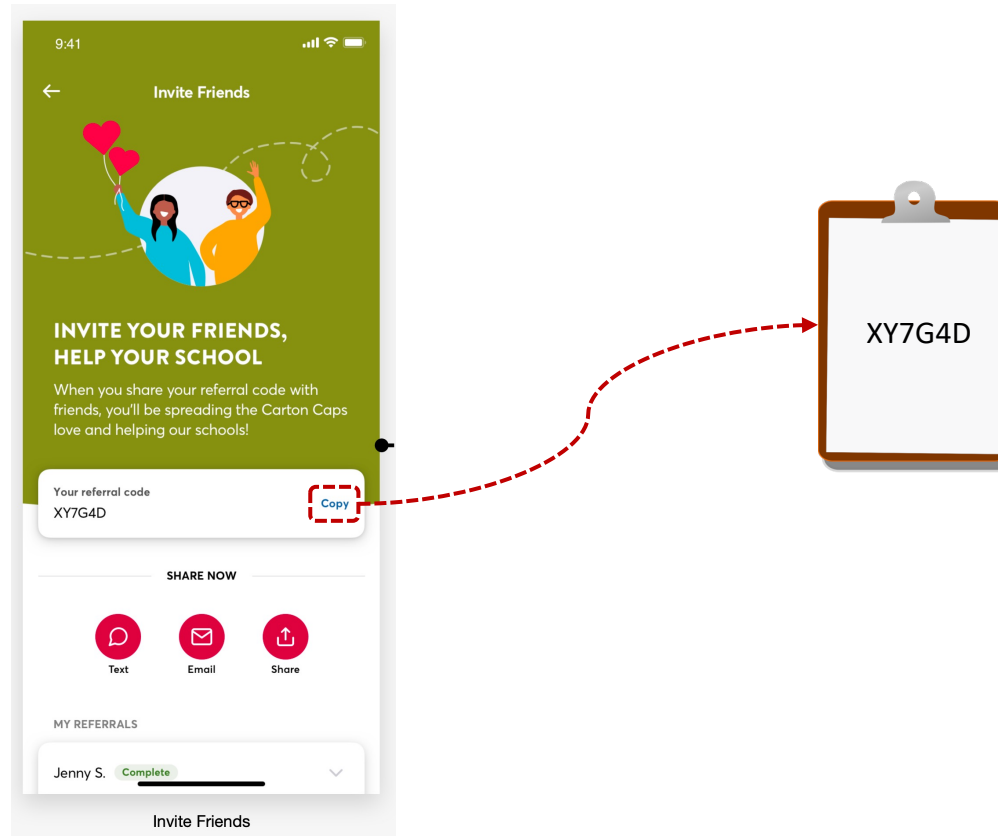 9:41
Invite Friends
INVITE YOUR FRIENDS,
HELP YOUR SCHOOL
When you share your referral code with
friends, you'll be spreading the Carton Caps
love and helping our schools!
Your referral code
XY7G4D
Copy
SHARE NOW
Text
Email
Share
MY REFERRALS
Jenny S.
Complete
Invite Friends
XY7G4D